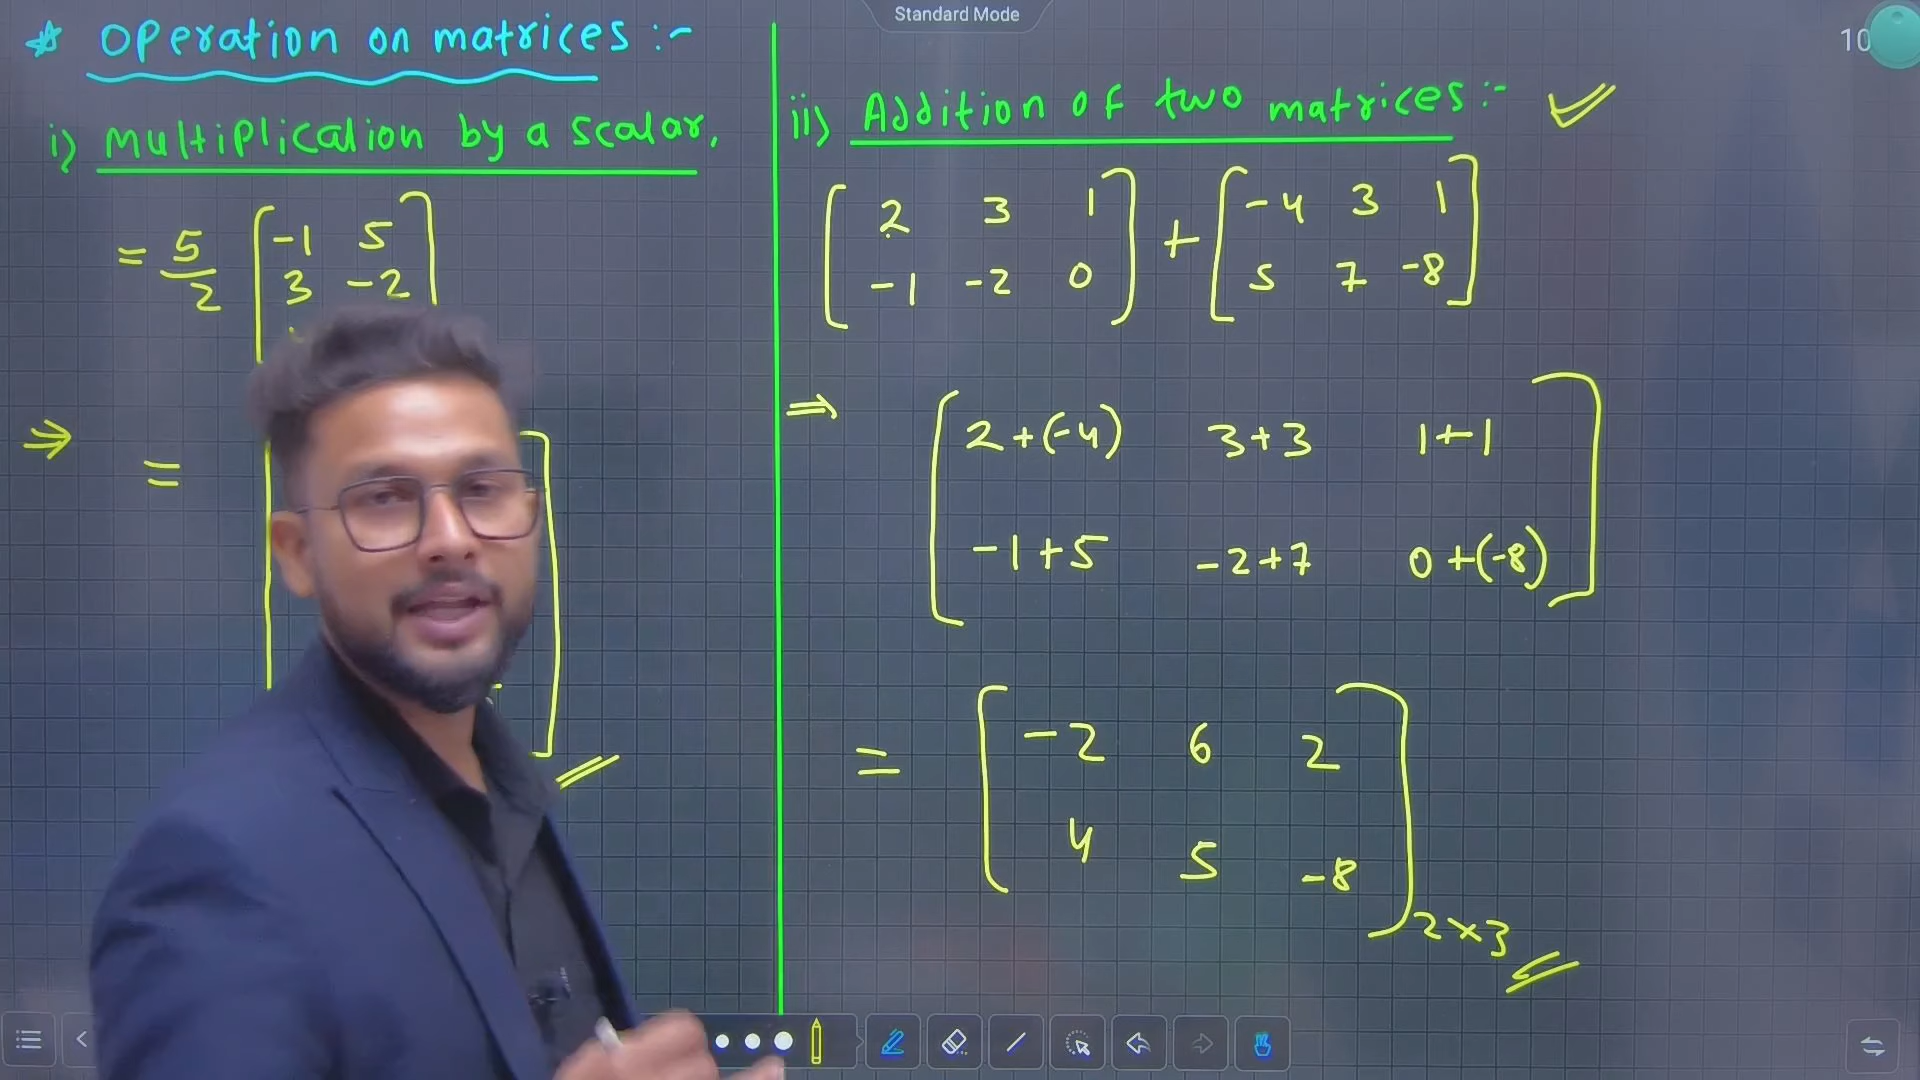 Standard Mode
10
* Operation on matrices :-
i) Multiplication by a scalar,
= 5/2 [ -1 5
3 -2
⇒ =
ii) Addition of two matrices :- ✓
[ 2 3 1 ] + [ -4 3 1 ]
[ -1 -2 0 ] [ 5 7 -8 ]
⇒ [ 2+(-4) 3+3 1+1 ]
[ -1+5 -2+7 0+(-8) ]
= [ -2 6 2 ]
[ 4 5 -8 ] 2×3